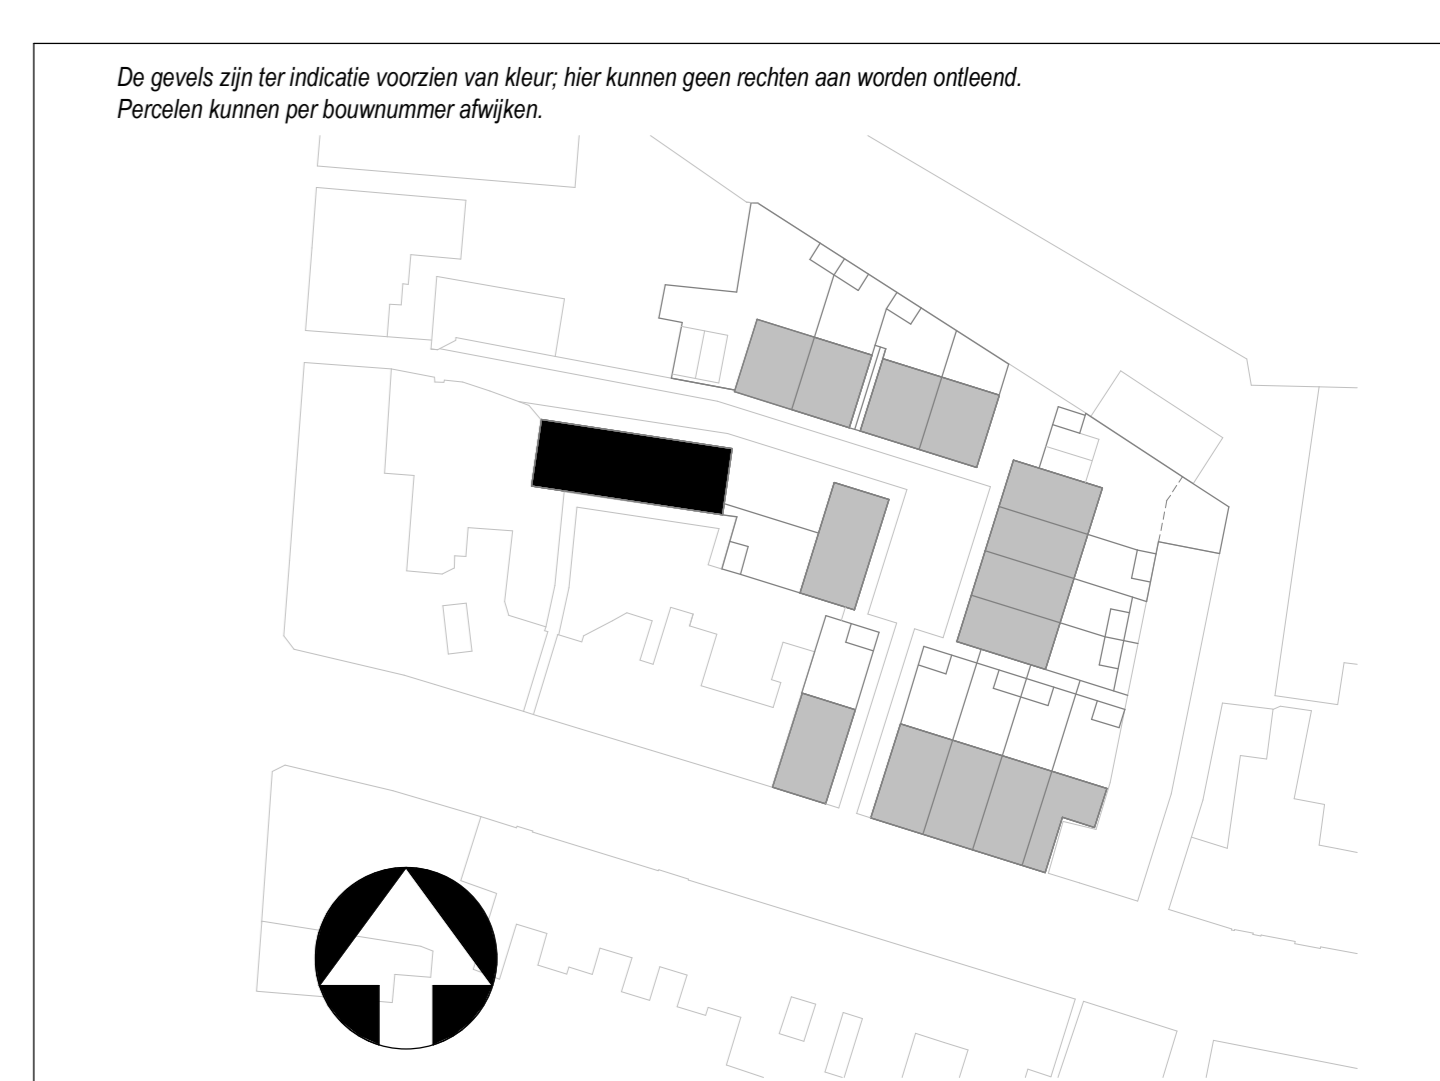 De gevels zijn ter indicatie voorzien van kleur; hier kunnen geen rechten aan worden ontleend.
Percelen kunnen per bouwnummer afwijken.